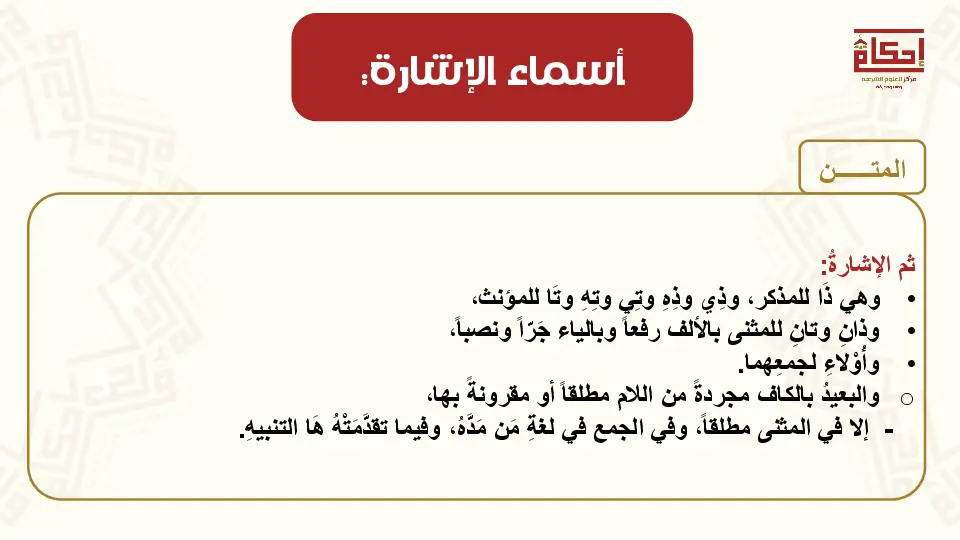 أسماء الإشارة:
إحكام
مركز للعلوم الشرعية
المتـــــن
ثم الإشارةُ:
• وهي ذَا للمذكر، وذِي وذِهِ وتِي وتِهِ وتَا للمؤنث،
• وذانِ وتانِ للمثنى بالألف رفعاً وبالياء جَرّاً ونصباً،
• وأُوْلاءِ لجمعِهما.
○ والبعيدُ بالكاف مجردةً من اللام مطلقاً أو مقرونةً بها،
- إلا في المثنى مطلقاً، وفي الجمع في لغةِ مَن مَدَّهُ، وفيما تقدَّمَتْهُ هَا التنبيهِ.